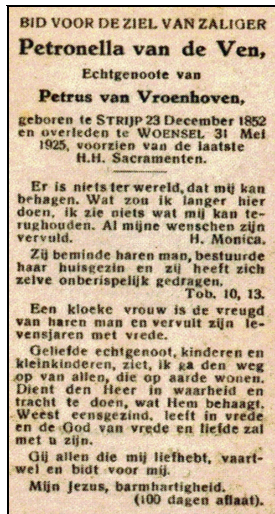 BID VOOR DE ZIEL VAN ZALIGER
Petronella van de Ven,
Echtgenoote van
Petrus van Vroenhoven,
geboren te STRIJP 23 December 1852
en overleden te WOENSEL 31 Mei
1925, voorzien van de laatste
H.H. Sacramenten.
Er is niets ter wereld, dat mij kan
behagen. Wat zou ik langer hier
doen, ik zie niets wat mij kan te-
rughouden. Al mijne wenschen zijn
vervuld. H. Monica.
Zij beminde haren man, bestuurde
haar huisgezin en zij heeft zich
zelve onberispelijk gedragen.
Tob. 10, 13.
Een kloeke vrouw is de vreugd
van haren man en vervult zijn le-
vensjaren met vrede.
Geliefde echtgenoot, kinderen en
kleinkinderen, ziet, ik ga den weg
op van allen, die op aarde wonen.
Dient den Heer in waarheid en
tracht te doen, wat Hem behaagt.
Weest eensgezind, leeft in vrede
en de God van vrede en liefde zal
met u zijn.
Gij allen die mij liefhebt, vaart-
wel en bidt voor mij.
Mijn Jezus, barmhartigheid.
(100 dagen aflaat).